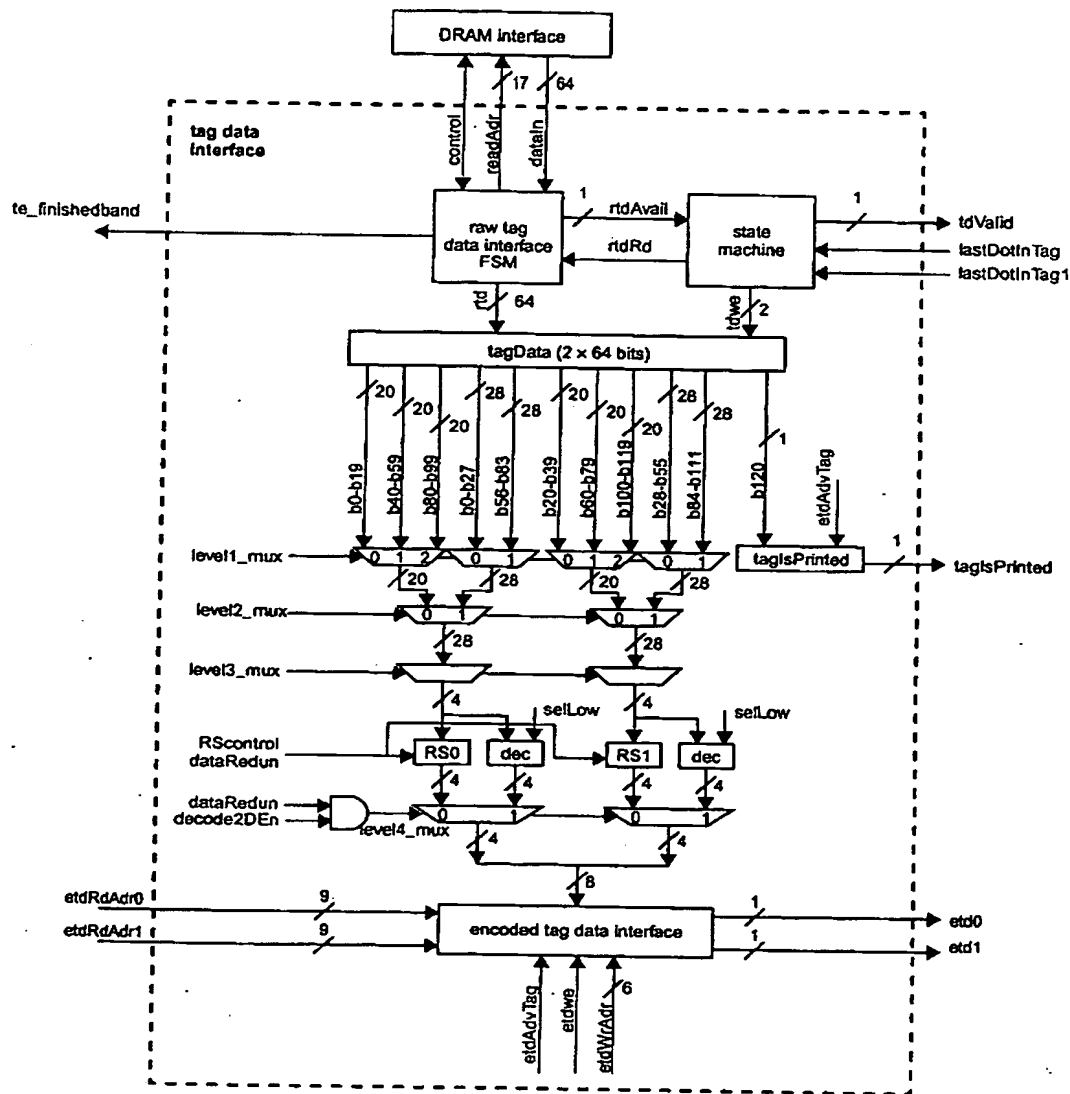 DRAM interface
17
64
control
readAdr
dataIn
tag data
interface
te_finishedband
raw tag
data interface
FSM
1
rtdAvail
rtdRd
state
machine
1
tdValid
lastDotInTag
lastDotInTag1
rtd
64
tdwe
2
tagData (2 × 64 bits)
20
20
20
28
28
20
20
20
28
28
1
b0-b19
b40-b59
b80-b99
b0-b27
b56-b83
b20-b39
b60-b79
b100-b119
b28-b55
b84-b111
b120
etdAdvTag
level1_mux
0 1 2
0 1
0 1 2
0 1
tagIsPrinted
1
tagIsPrinted
20
28
20
28
level2_mux
0 1
0 1
28
28
level3_mux
4
4
selLow
selLow
RScontrol
dataRedun
RS0
dec
RS1
dec
4
4
4
4
dataRedun
decode2DEn
level4_mux
0 1
0 1
4
4
8
etdRdAdr0
9
etdRdAdr1
9
encoded tag data interface
1
etd0
1
etd1
6
etdAdvTag
etdwe
etdWrAdr